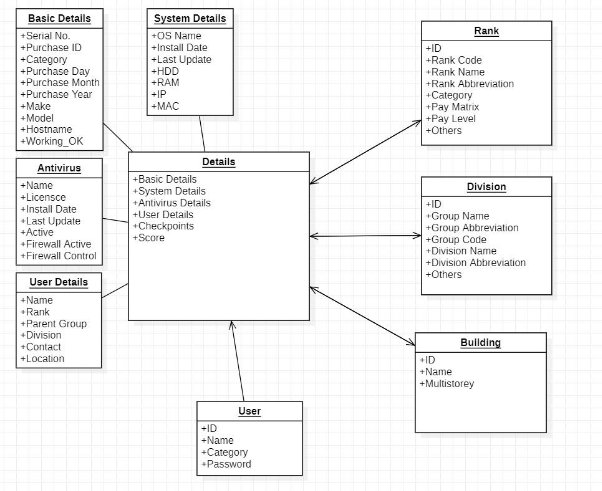 Basic Details
+Serial No.
+Purchase ID
+Category
+Purchase Day
+Purchase Month
+Purchase Year
+Make
+Model
+Hostname
+Working_OK
System Details
+OS Name
+Install Date
+Last Update
+HDD
+RAM
+IP
+MAC
Rank
+ID
+Rank Code
+Rank Name
+Rank Abbreviation
+Category
+Pay Matrix
+Pay Level
+Others
Antivirus
+Name
+Licensce
+Install Date
+Last Update
+Active
+Firewall Active
+Firewall Control
Details
+Basic Details
+System Details
+Antivirus Details
+User Details
+Checkpoints
+Score
Division
+ID
+Group Name
+Group Abbreviation
+Group Code
+Division Name
+Division Abbreviation
+Others
User Details
+Name
+Rank
+Parent Group
+Division
+Contact
+Location
Building
+ID
+Name
+Multistorey
User
+ID
+Name
+Category
+Password